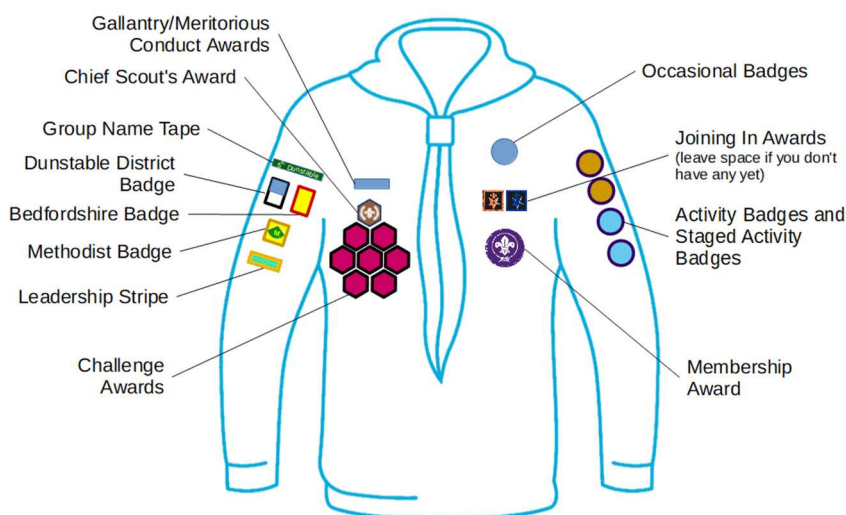 Gallantry/Meritorious
Conduct Awards
Chief Scout's Award
Group Name Tape
Dunstable District
Badge
Bedfordshire Badge
Methodist Badge
Leadership Stripe
Challenge
Awards
Dunstable
Occasional Badges
Joining In Awards
(leave space if you don't
have any yet)
Activity Badges and
Staged Activity
Badges
Membership
Award